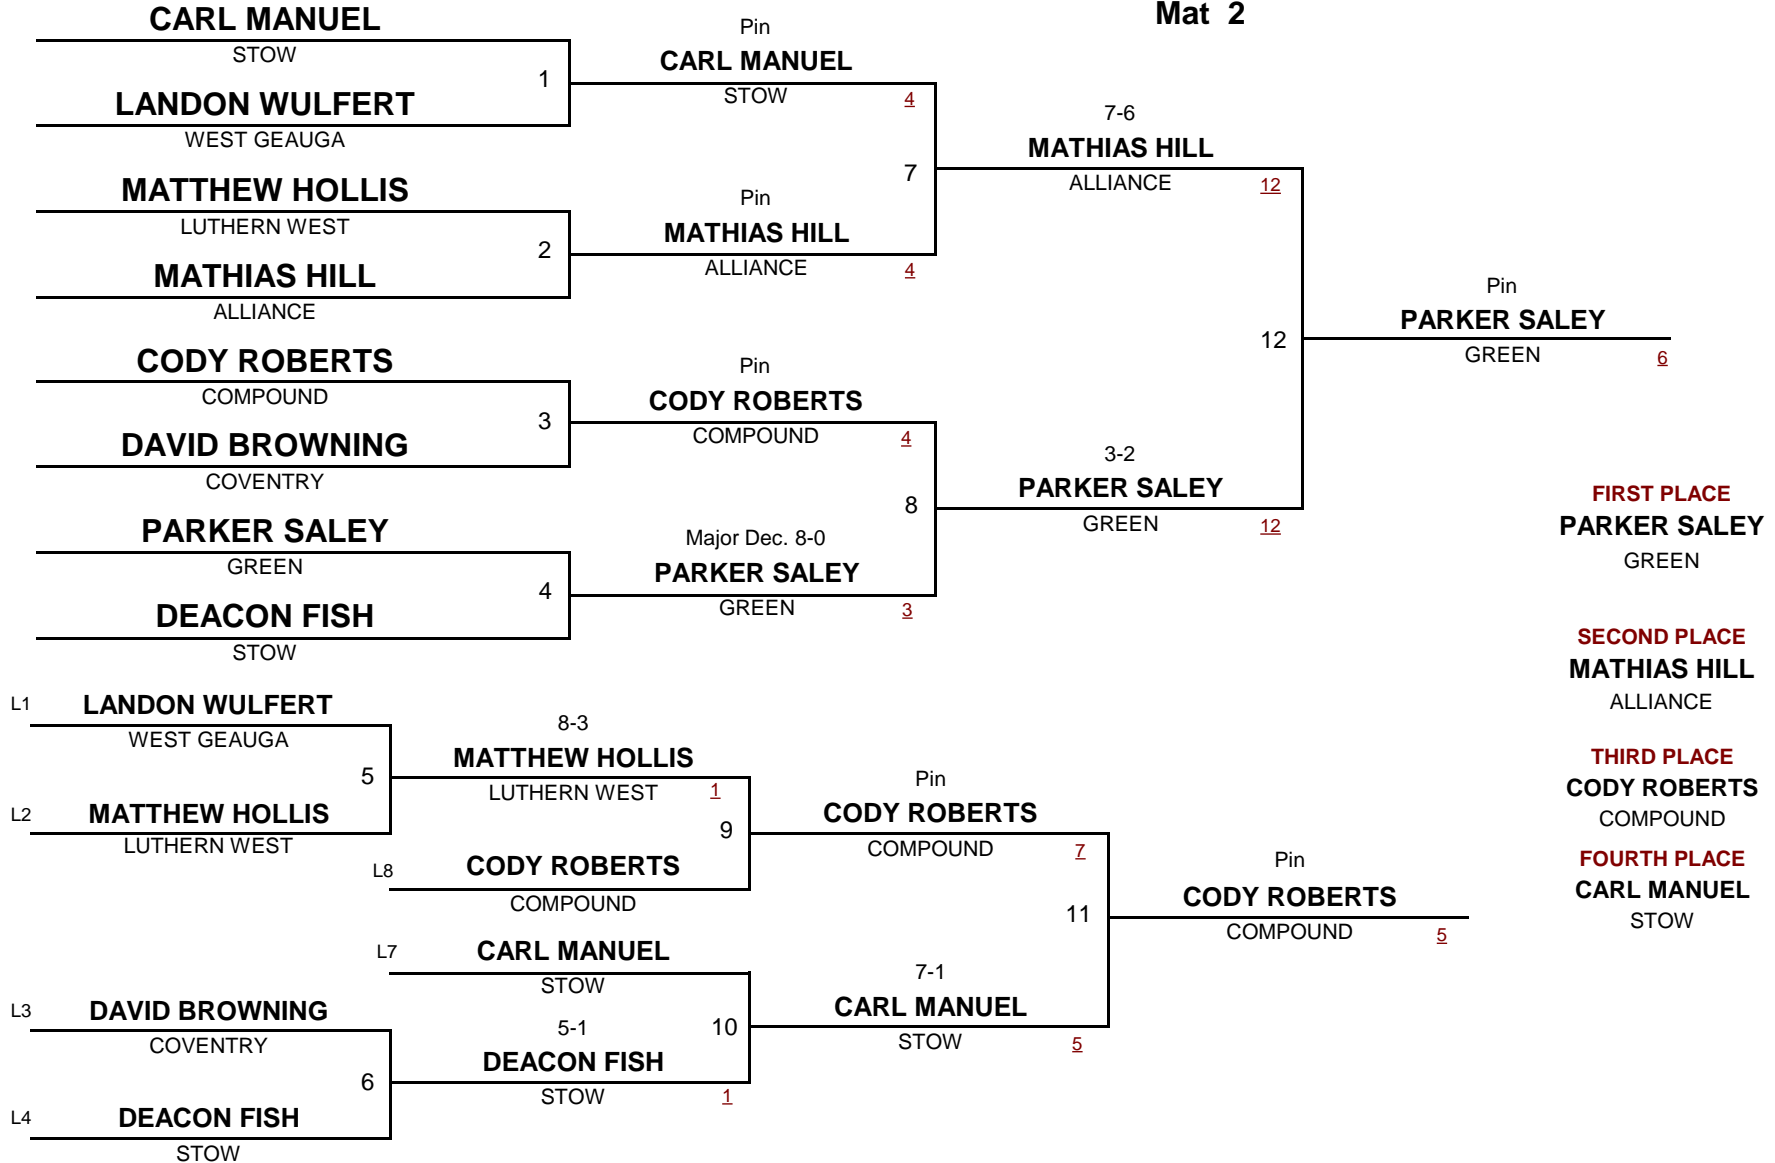 Mat 2
CARL MANUEL
STOW
1
LANDON WULFERT
WEST GEAUGA
MATTHEW HOLLIS
LUTHERN WEST
2
MATHIAS HILL
ALLIANCE
CODY ROBERTS
COMPOUND
3
DAVID BROWNING
COVENTRY
PARKER SALEY
GREEN
4
DEACON FISH
STOW
Pin
CARL MANUEL
STOW
4
7
Pin
MATHIAS HILL
ALLIANCE
4
Pin
CODY ROBERTS
COMPOUND
4
8
Major Dec. 8-0
PARKER SALEY
GREEN
3
7-6
MATHIAS HILL
ALLIANCE
12
12
3-2
PARKER SALEY
GREEN
12
Pin
PARKER SALEY
GREEN
6
L1
LANDON WULFERT
WEST GEAUGA
5
L2
MATTHEW HOLLIS
LUTHERN WEST
L3
DAVID BROWNING
COVENTRY
6
L4
DEACON FISH
STOW
8-3
MATTHEW HOLLIS
LUTHERN WEST
1
9
L8
CODY ROBERTS
COMPOUND
L7
CARL MANUEL
STOW
10
5-1
DEACON FISH
STOW
1
Pin
CODY ROBERTS
COMPOUND
7
11
7-1
CARL MANUEL
STOW
5
Pin
CODY ROBERTS
COMPOUND
5
FIRST PLACE
PARKER SALEY
GREEN
SECOND PLACE
MATHIAS HILL
ALLIANCE
THIRD PLACE
CODY ROBERTS
COMPOUND
FOURTH PLACE
CARL MANUEL
STOW